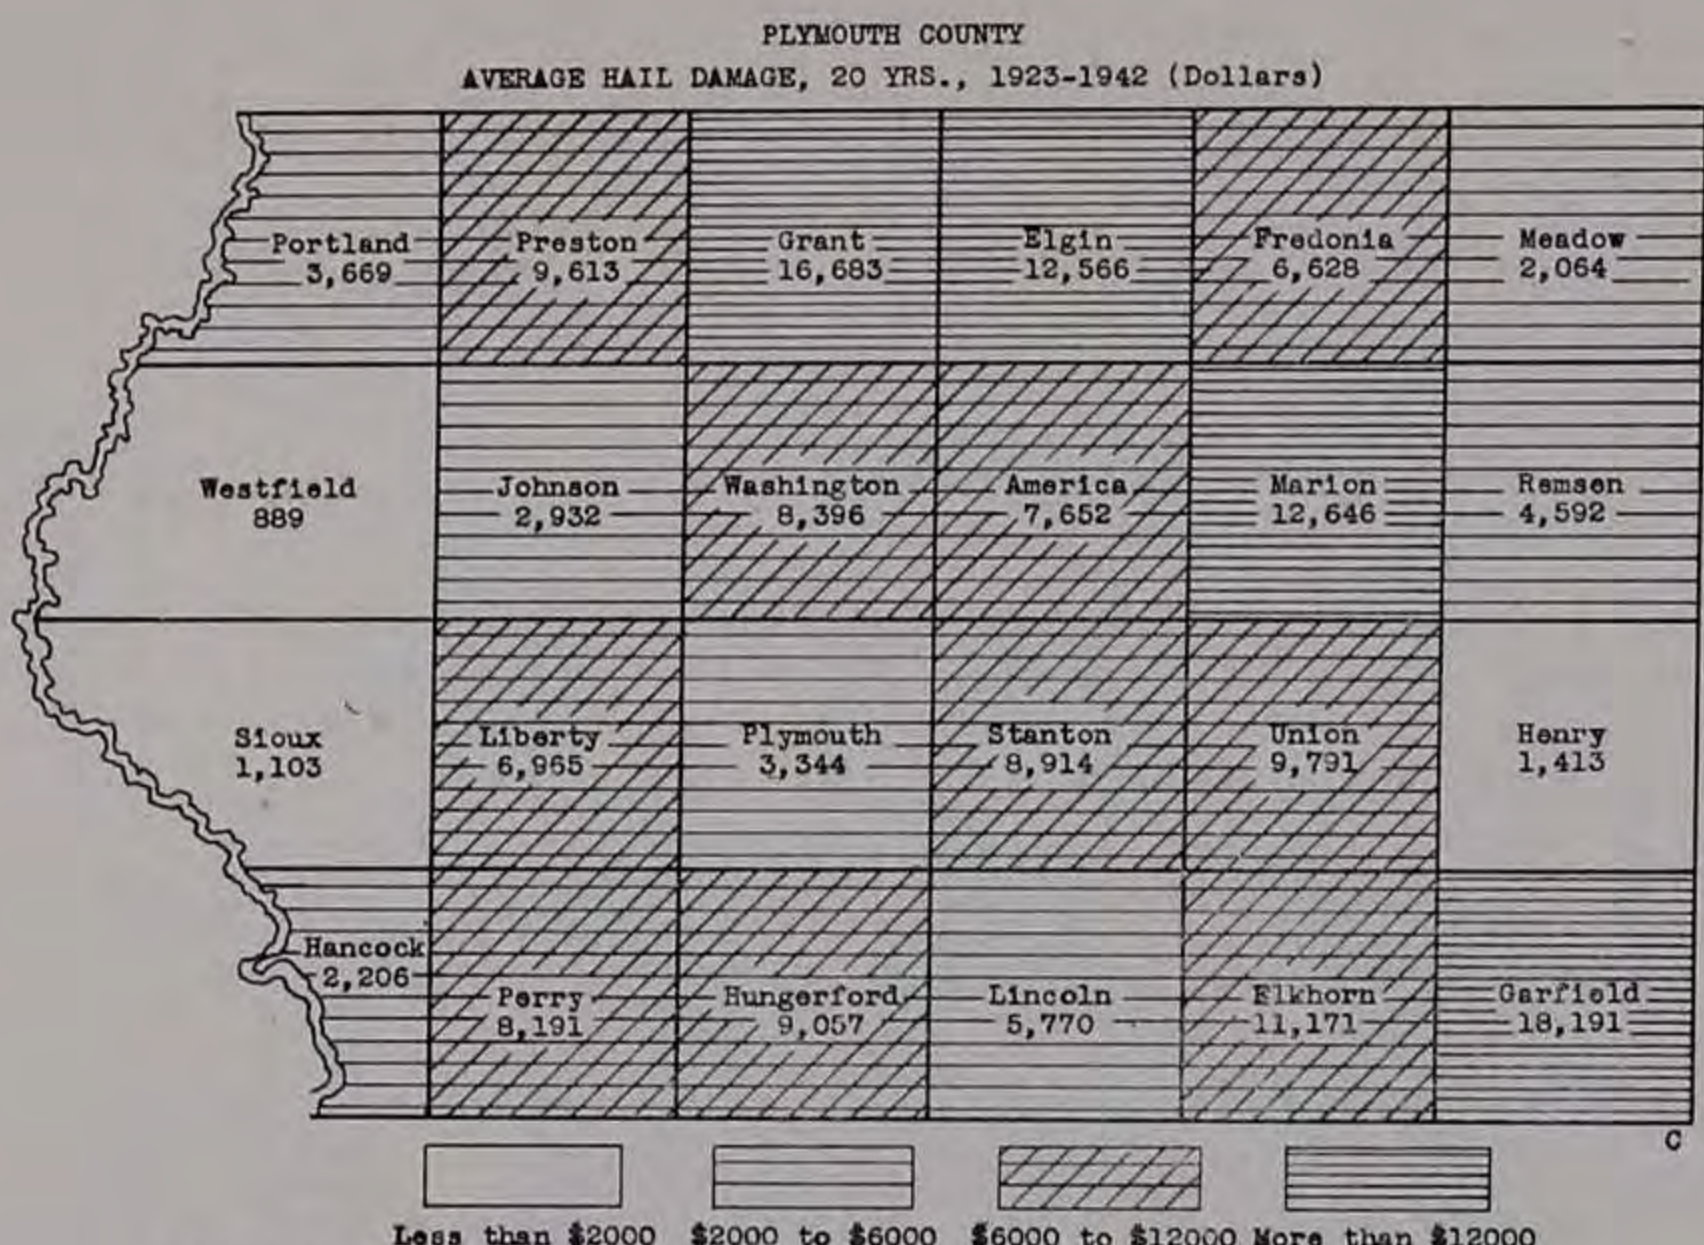 PLYMOUTH COUNTY
AVERAGE HAIL DAMAGE, 20 YRS., 1923-1942 (Dollars)
Portland
3,669
Preston
9,613
Grant
16,683
Elgin
12,566
Fredonia
6,628
Meadow
2,064
Westfield
889
Johnson
2,932
Washington
8,396
America
7,652
Marion
12,646
Remsen
4,592
Sioux
1,103
Liberty
6,965
Plymouth
3,344
Stanton
8,914
Union
9,791
Henry
1,413
Hancock
2,206
Perry
8,191
Hungerford
9,057
Lincoln
5,770
Elkhorn
11,171
Garfield
18,191
C
Less than $2000 $2000 to $6000 $6000 to $12000 More than $12000